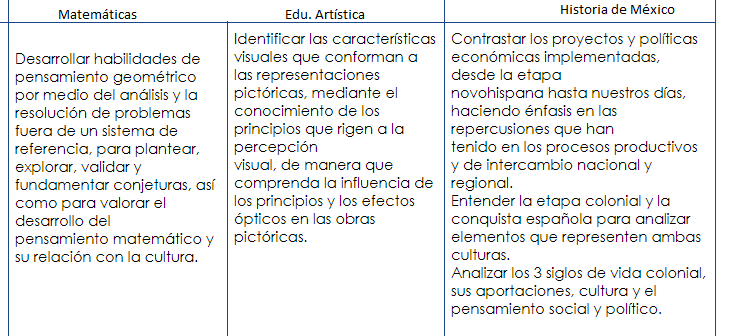 Matemáticas
Edu. Artística
Historia de México
Desarrollar habilidades de
pensamiento geométrico
por medio del análisis y la
resolución de problemas
fuera de un sistema de
referencia, para plantear,
explorar, validar y
fundamentar conjeturas, así
como para valorar el
desarrollo del
pensamiento matemático y
su relación con la cultura.
Identificar las características
visuales que conforman a
las representaciones
pictóricas, mediante el
conocimiento de los
principios que rigen a la
percepción
visual, de manera que
comprenda la influencia de
los principios y los efectos
ópticos en las obras
pictóricas.
Contrastar los proyectos y políticas
económicas implementadas,
desde la etapa
novohispana hasta nuestros días,
haciendo énfasis en las
repercusiones que han
tenido en los procesos productivos
y de intercambio nacional y
regional.
Entender la etapa colonial y la
conquista española para analizar
elementos que representen ambas
culturas.
Analizar los 3 siglos de vida colonial,
sus aportaciones, cultura y el
pensamiento social y político.